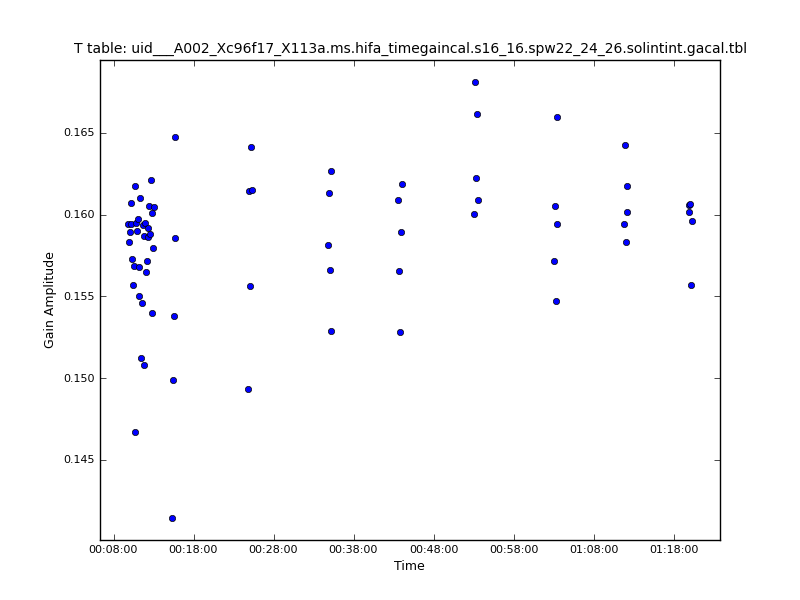 T table: uid___A002_Xc96f17_X113a.ms.hifa_timegaincal.s16_16.spw22_24_26.solintint.gacal.tbl
0.165
0.160
0.155
0.150
0.145
Gain Amplitude
00:08:00 00:18:00 00:28:00 00:38:00 00:48:00 00:58:00 01:08:00 01:18:00
Time